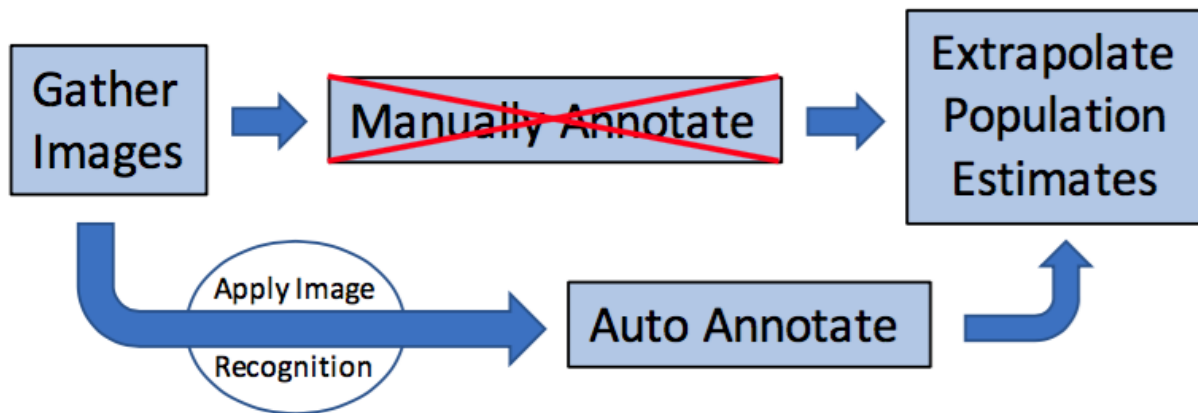 Gather
Images
Manually Annotate
Extrapolate
Population
Estimates
Apply Image
Recognition
Auto Annotate